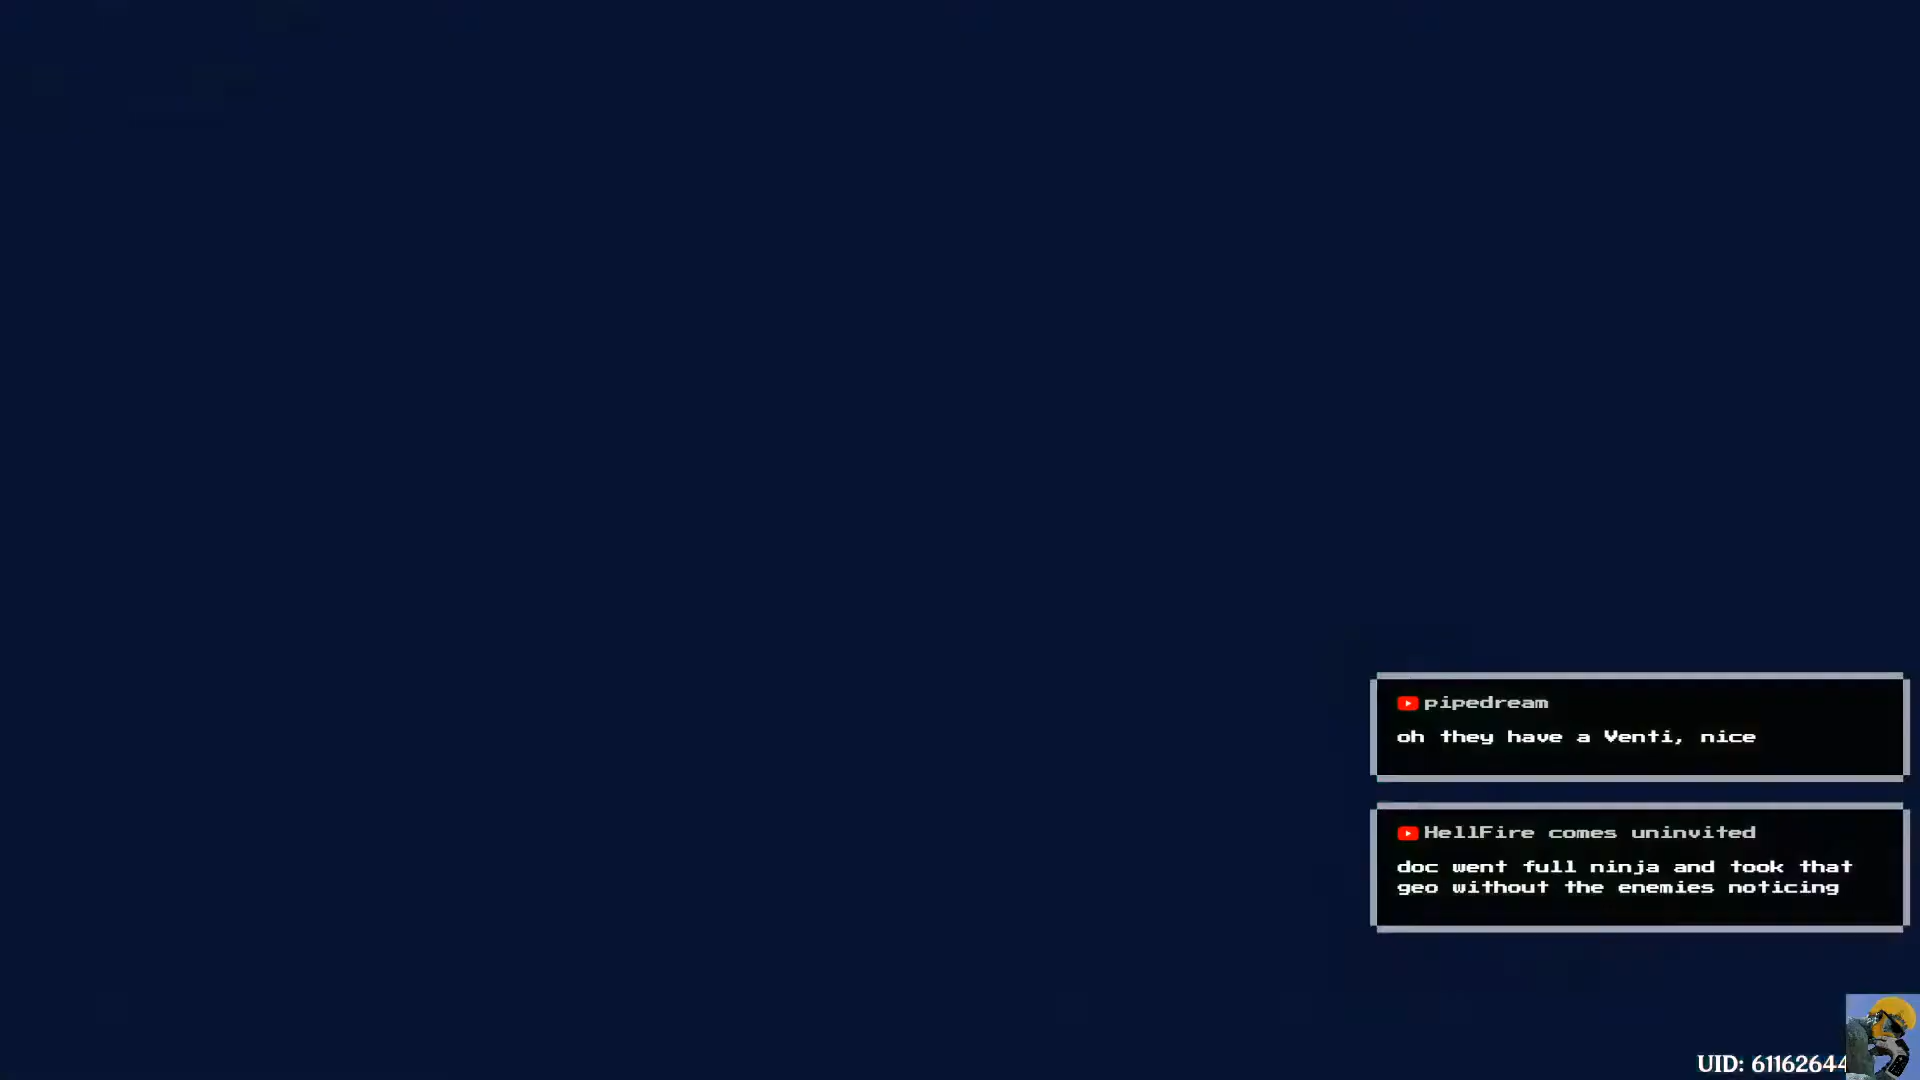 pipedream
oh they have a Venti, nice
HellFire comes uninvited
doc went full ninja and took that
geo without the enemies noticing
UID: 61162644